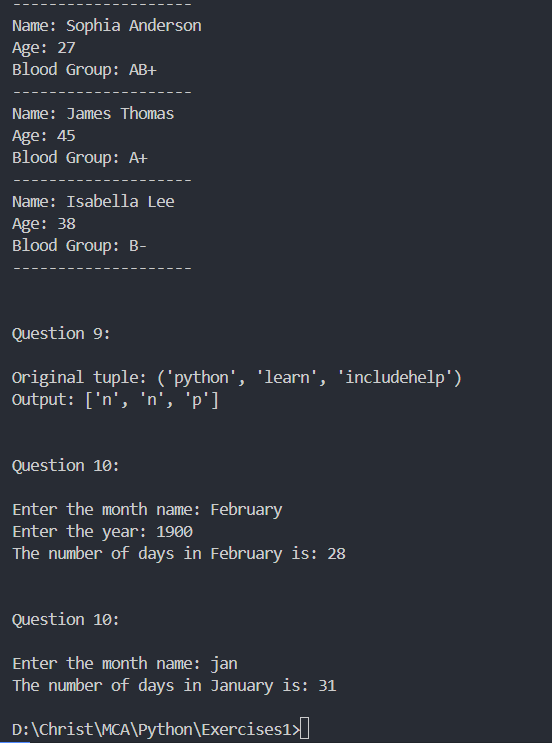 --------------------
Name: Sophia Anderson
Age: 27
Blood Group: AB+
--------------------
Name: James Thomas
Age: 45
Blood Group: A+
--------------------
Name: Isabella Lee
Age: 38
Blood Group: B-
--------------------
Question 9:
Original tuple: ('python', 'learn', 'includehelp')
Output: ['n', 'n', 'p']
Question 10:
Enter the month name: February
Enter the year: 1900
The number of days in February is: 28
Question 10:
Enter the month name: jan
The number of days in January is: 31
D:\Christ\MCA\Python\Exercises1>